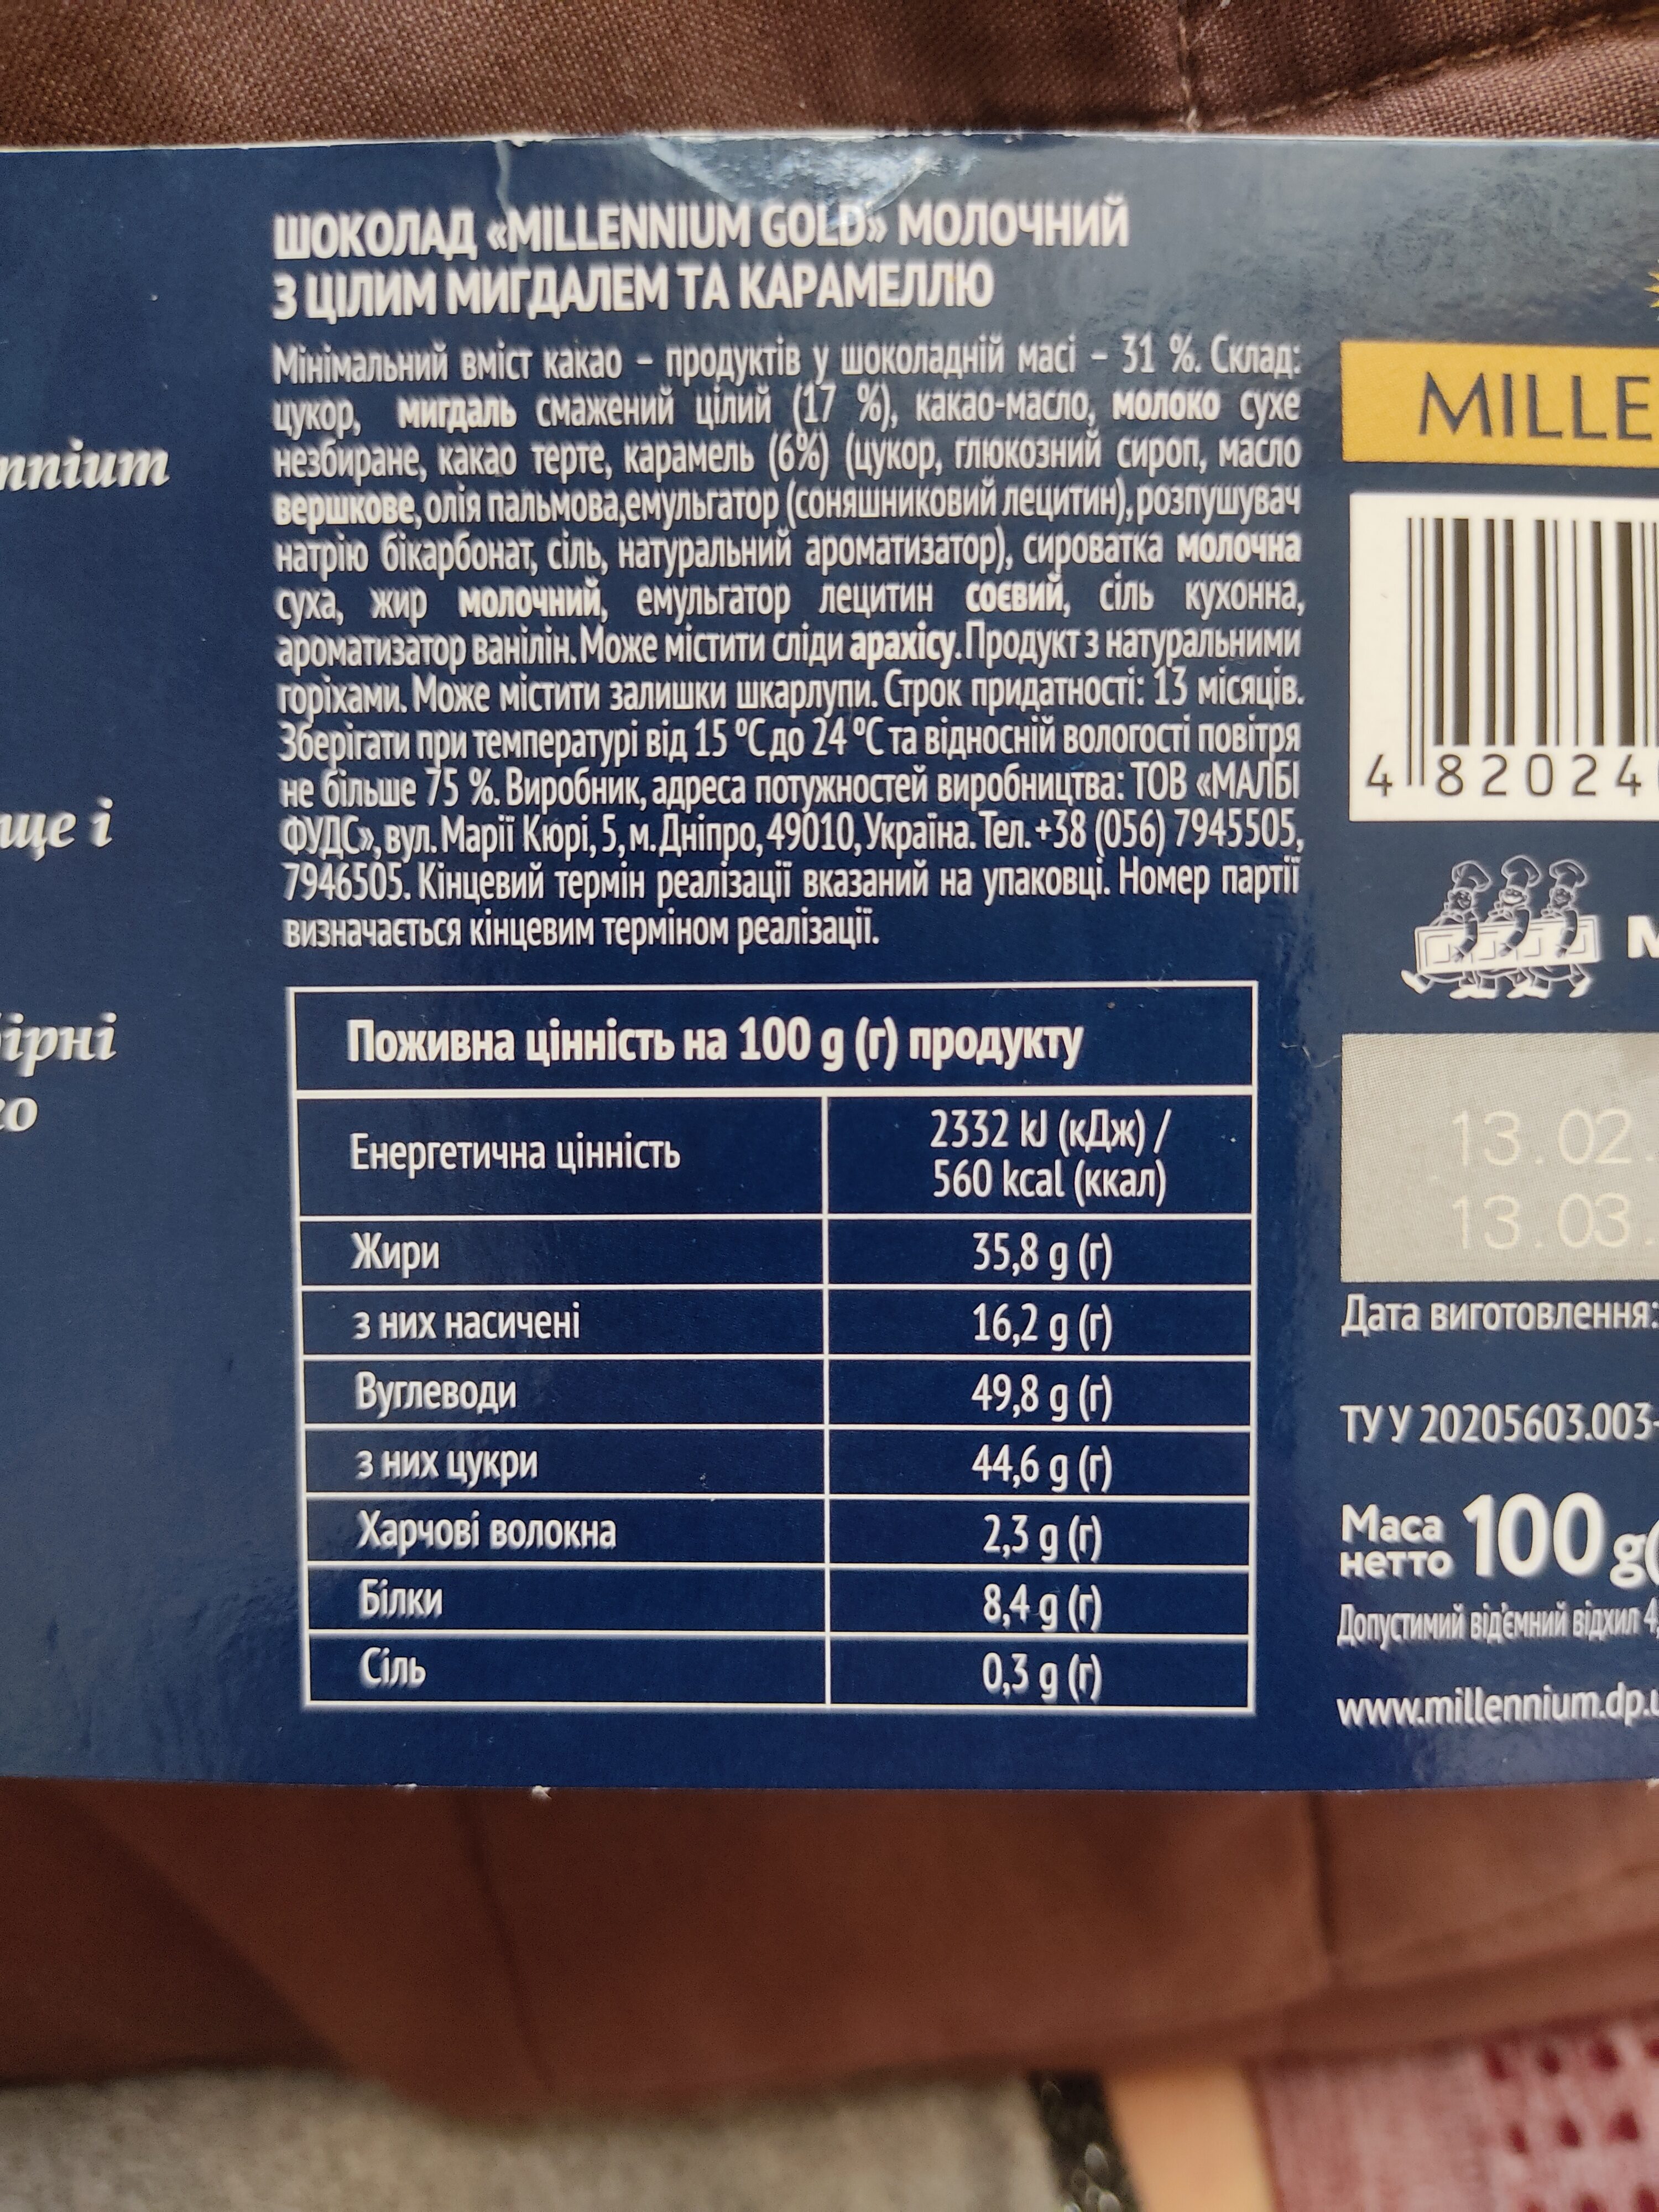 ШОКОЛАД «MILLENNIUM GOLD» МОЛОЧНИЙ
З ЦІЛИМ МИГДАЛЕМ ТА КАРАМЕЛЛЮ
Мінімальний вміст какао – продуктів у шоколадній масі – 31 %. Склад:
цукор, мигдаль смажений цілий (17 %), какао-масло, молоко сухе
незбиране, какао терте, карамель (6%) (цукор, глюкозний сироп, масло
вершкове, олія пальмова,емульгатор (соняшниковий лецитин), розпушувач
натрію бікарбонат, сіль, натуральний ароматизатор), сироватка молочна
суха, жир молочний, емульгатор лецитин соєвий, сіль кухонна,
ароматизатор ванілін. Може містити сліди арахісу. Продукт з натуральними
горіхами. Може містити залишки шкарлупи. Строк придатності: 13 місяців.
Зберігати при температурі від 15 °С до 24 °С та відносній вологості повітря
не більше 75 %. Виробник, адреса потужностей виробництва: ТОВ «МАЛБІ
ФУДС», вул. Марії Кюрі, 5, м. Дніпро, 49010, Україна. Тел. +38 (056) 7945505,
7946505. Кінцевий термін реалізації вказаний на упаковці. Номер партії
визначається кінцевим терміном реалізації.
Поживна цінність на 100 g (г) продукту
Енергетична цінність 2332 kJ (кДж) /
560 kcal (ккал)
Жири 35,8 g (г)
з них насичені 16,2 g (г)
Вуглеводи 49,8 g (г)
з них цукри 44,6 g (г)
Харчові волокна 2,3 g (г)
Білки 8,4 g (г)
Сіль 0,3 g (г)
nnium
ще і
ірні
MILLE
4 82024
13.02.
13.03.
Дата виготовлення:
ТУ У 20205603.003-
Маса нетто 100 g(
Допустимий від'ємний відхил 4,
www.millennium.dp.u